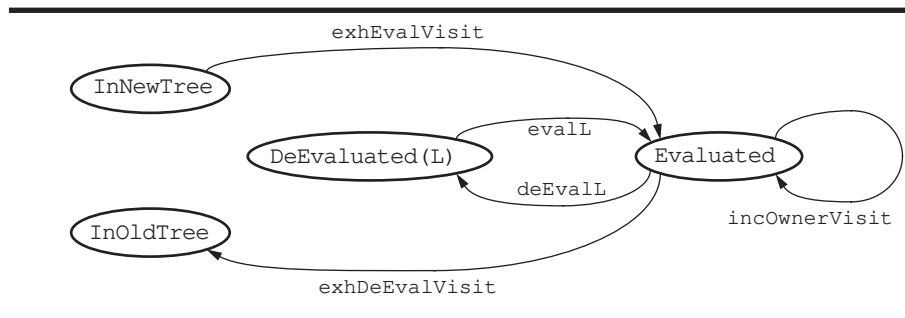 exhEvalVisit
InNewTree
evalL
DeEvaluated(L)
Evaluated
deEvalL
incOwnerVisit
InOldTree
exhDeEvalVisit